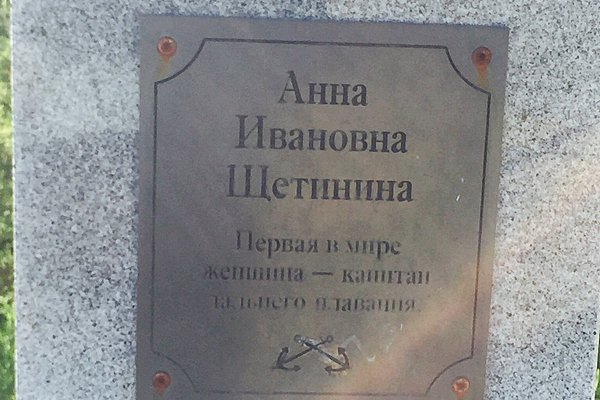 Анна
Ивановна
Щетинина
Первая в мире
женщина — капитан
дальнего плавания.